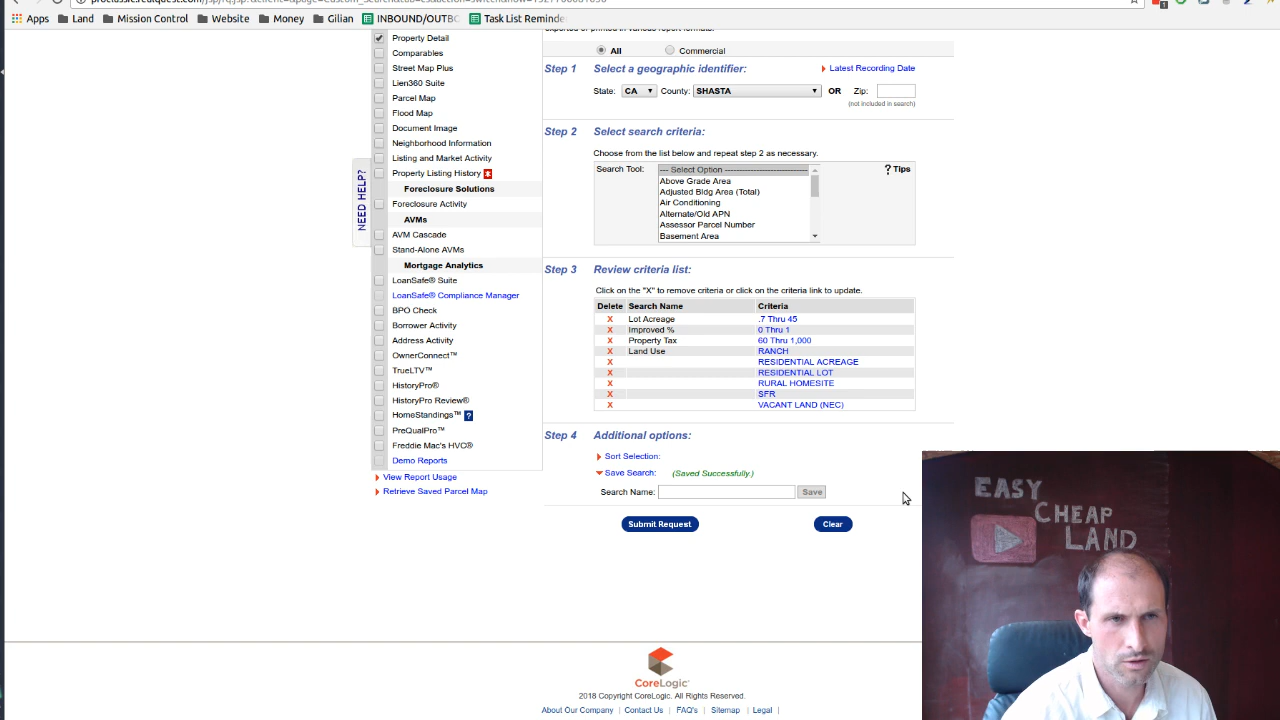 Apps Land Mission Control Website Money Gilian INBOUND/OUTBO Task List Reminde
Property Detail
Comparables
Street Map Plus
Lien360 Suite
Parcel Map
Flood Map
Document Image
Neighborhood Information
Listing and Market Activity
Property Listing History
Foreclosure Solutions
Foreclosure Activity
AVMs
AVM Cascade
Stand-Alone AVMs
Mortgage Analytics
LoanSafe® Suite
LoanSafe® Compliance Manager
BPO Check
Borrower Activity
Address Activity
OwnerConnect™
TrueLTV™
HistoryPro®
HistoryPro Review®
HomeStandings™ ?
PreQualPro™
Freddie Mac's HVC®
Demo Reports
View Report Usage
Retrieve Saved Parcel Map
NEED HELP?
All Commercial
Step 1 Select a geographic identifier: Latest Recording Date
State: CA County: SHASTA OR Zip:
(not included in search)
Step 2 Select search criteria:
Choose from the list below and repeat step 2 as necessary.
Search Tool: --- Select Option ------------------------- ? Tips
Above Grade Area
Adjusted Bldg Area (Total)
Air Conditioning
Alternate/Old APN
Assessor Parcel Number
Basement Area
Step 3 Review criteria list:
Click on the "X" to remove criteria or click on the criteria link to update.
Delete Search Name Criteria
X Lot Acreage .7 Thru 45
X Improved % 0 Thru 1
X Property Tax 60 Thru 1,000
X Land Use RANCH
X RESIDENTIAL ACREAGE
X RESIDENTIAL LOT
X RURAL HOMESITE
X SFR
X VACANT LAND (NEC)
Step 4 Additional options:
Sort Selection:
Save Search: (Saved Successfully.)
Search Name: Save
Submit Request Clear
EASY
CHEAP
LAND
CoreLogic
2018 Copyright CoreLogic. All Rights Reserved.
About Our Company | Contact Us | FAQ's | Sitemap | Legal |